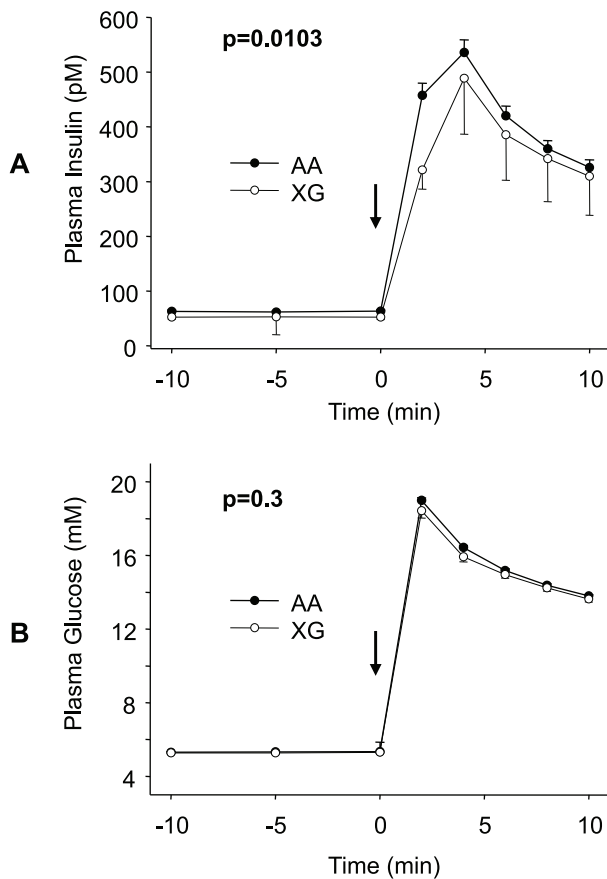 A
Plasma Insulin (pM)
600
500
400
300
200
100
0
p=0.0103
AA
XG
-10 -5 0 5 10
Time (min)
B
Plasma Glucose (mM)
20
16
12
8
4
p=0.3
AA
XG
-10 -5 0 5 10
Time (min)